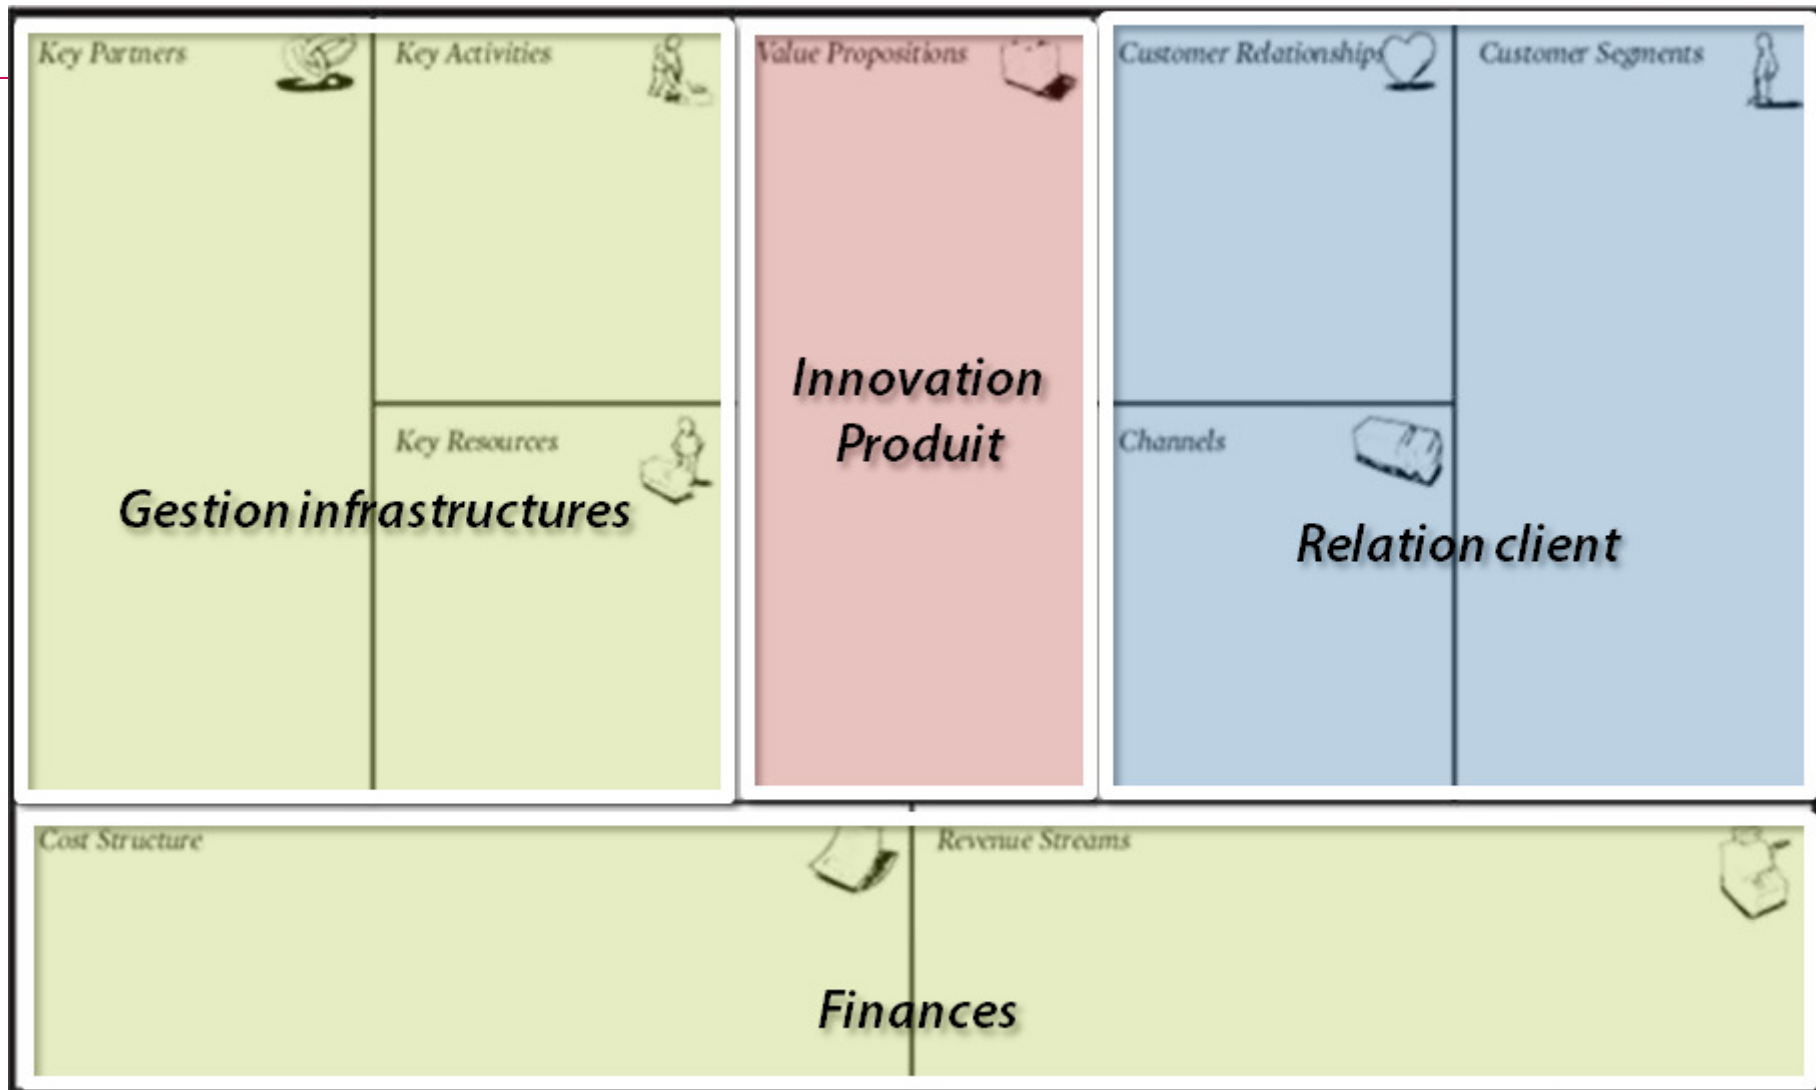 Key Partners
Key Activities
Key Resources
Gestion infrastructures
Value Propositions
Innovation
Produit
Customer Relationships
Customer Segments
Channels
Relation client
Cost Structure
Revenue Streams
Finances